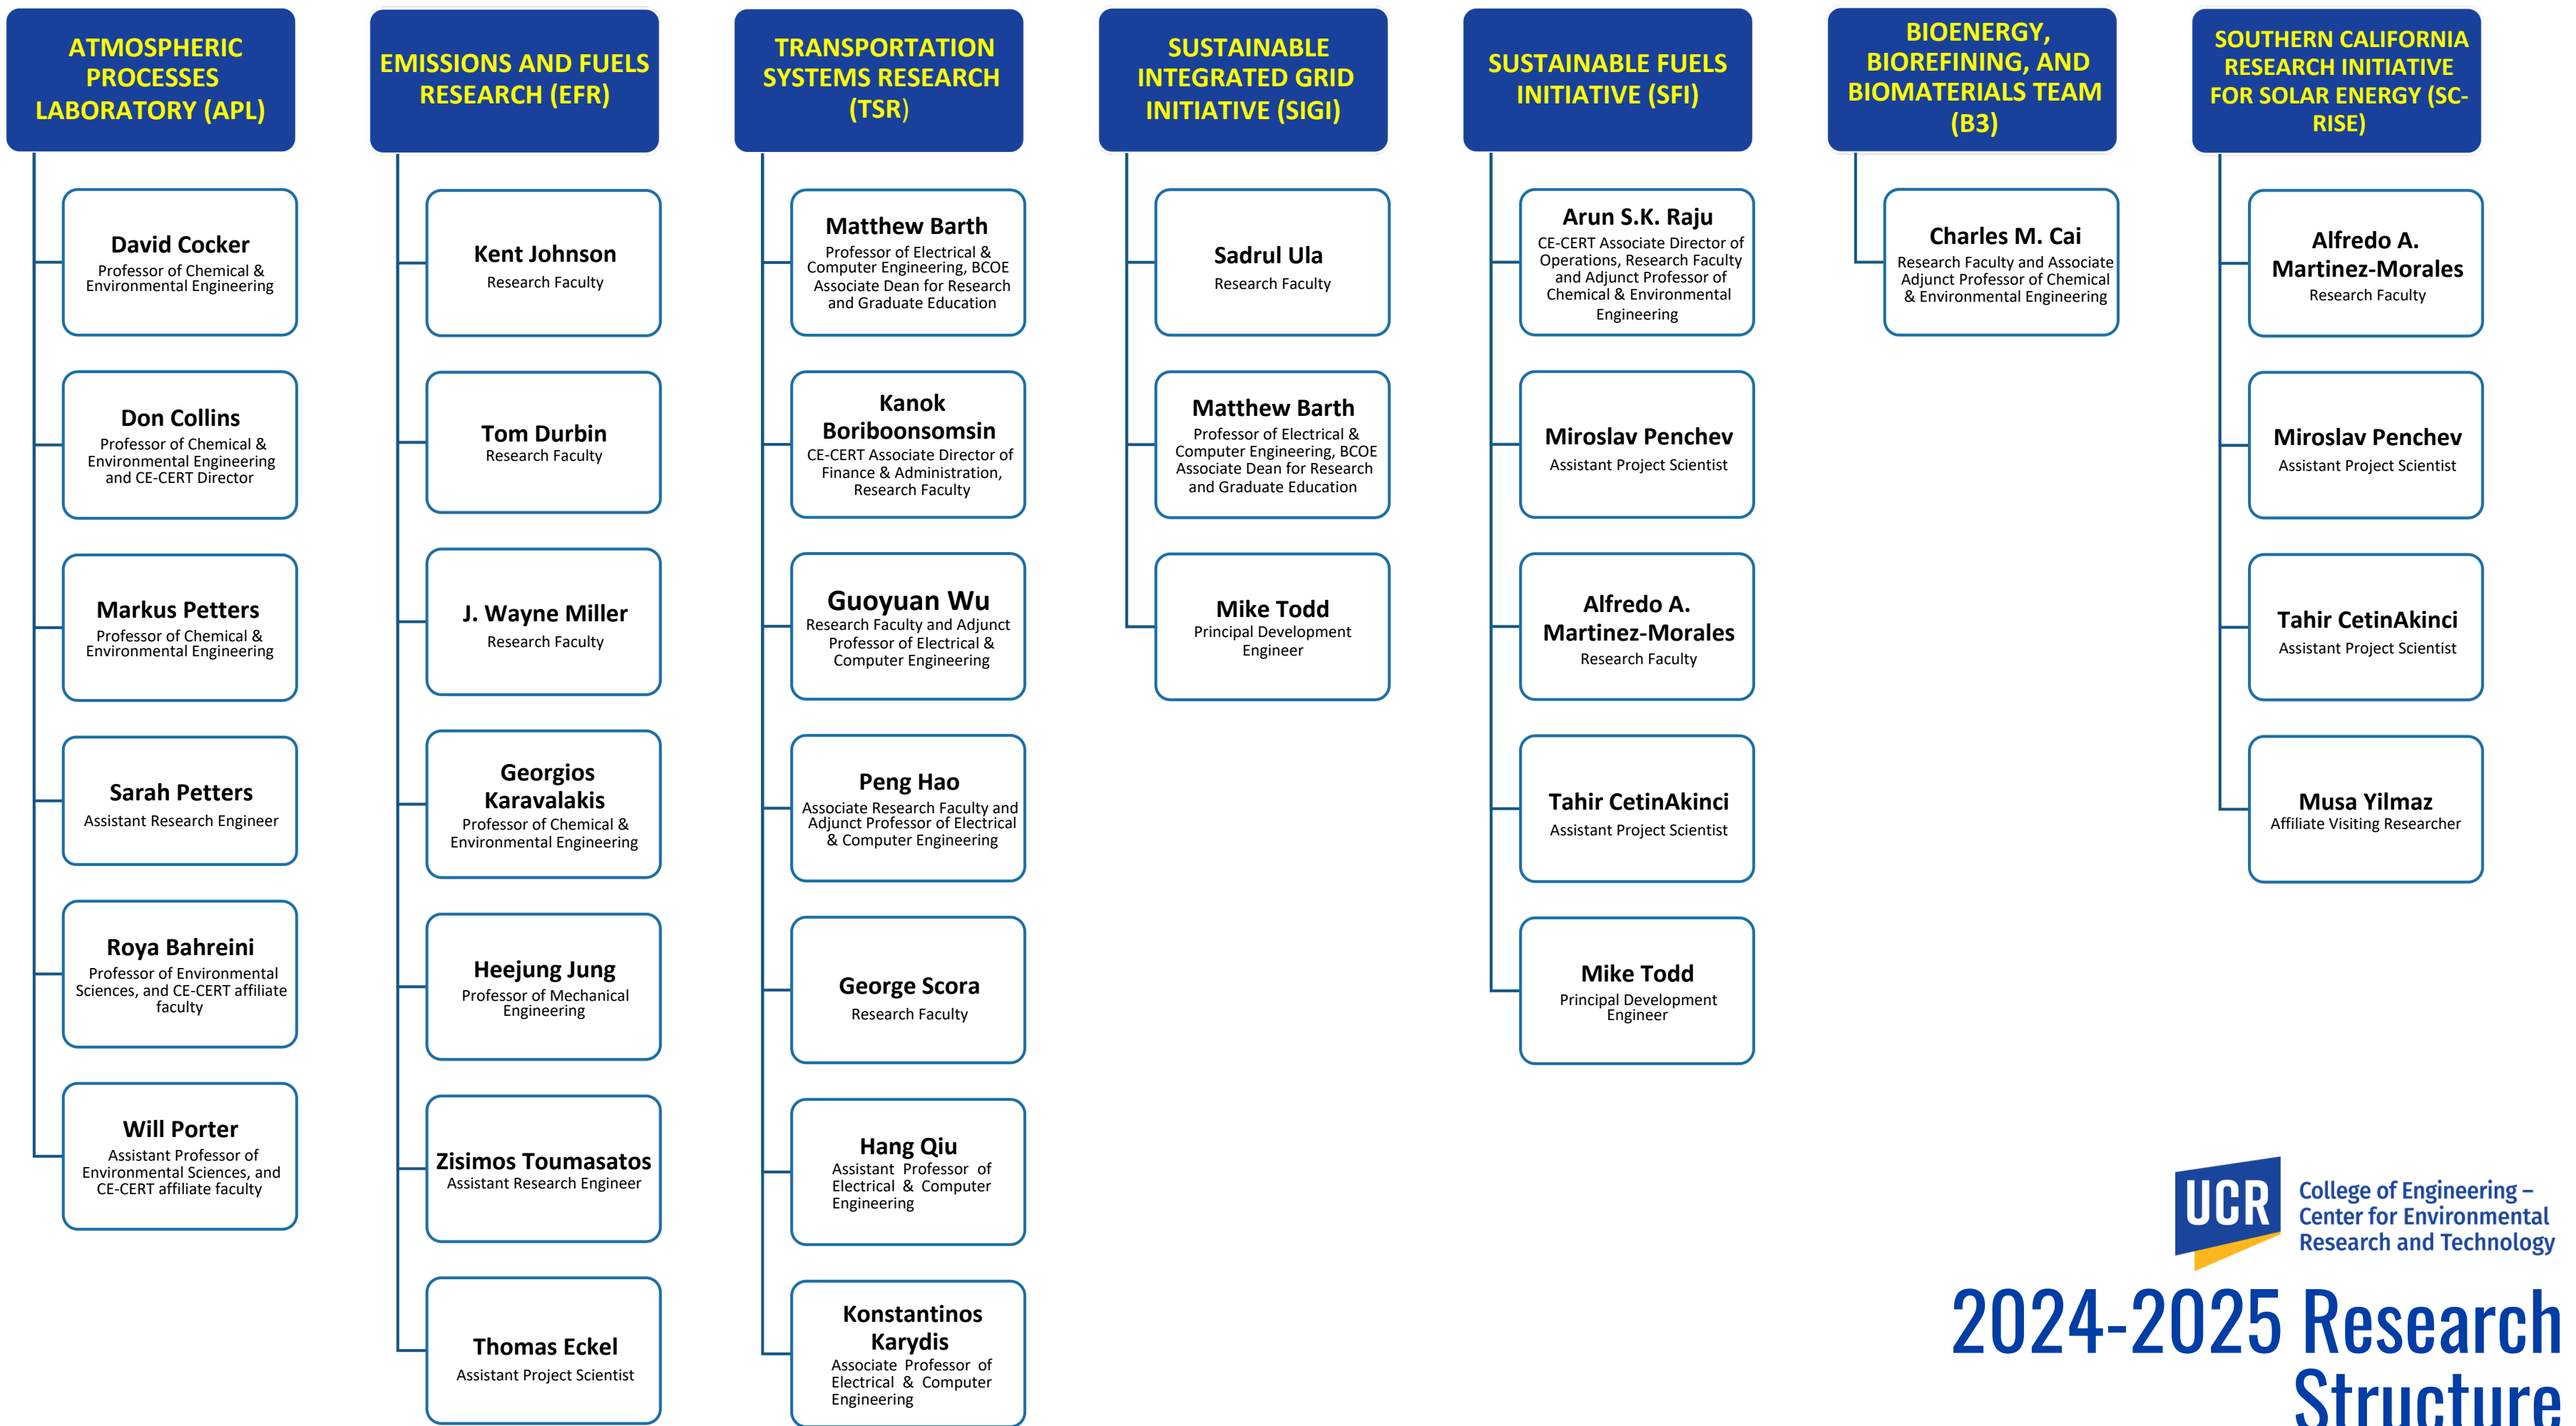 ATMOSPHERIC
PROCESSES
LABORATORY (APL)
David Cocker
Professor of Chemical &
Environmental Engineering
Don Collins
Professor of Chemical &
Environmental Engineering
and CE-CERT Director
Markus Petters
Professor of Chemical &
Environmental Engineering
Sarah Petters
Assistant Research Engineer
Roya Bahreini
Professor of Environmental
Sciences, and CE-CERT affiliate
faculty
Will Porter
Assistant Professor of
Environmental Sciences, and
CE-CERT affiliate faculty
EMISSIONS AND FUELS
RESEARCH (EFR)
Kent Johnson
Research Faculty
Tom Durbin
Research Faculty
J. Wayne Miller
Research Faculty
Georgios
Karavalakis
Professor of Chemical &
Environmental Engineering
Heejung Jung
Professor of Mechanical
Engineering
Zisimos Toumasatos
Assistant Research Engineer
Thomas Eckel
Assistant Project Scientist
TRANSPORTATION
SYSTEMS RESEARCH
(TSR)
Matthew Barth
Professor of Electrical &
Computer Engineering, BCOE
Associate Dean for Research
and Graduate Education
Kanok
Boriboonsomsin
CE-CERT Associate Director of
Finance & Administration,
Research Faculty
Guoyuan Wu
Research Faculty and Adjunct
Professor of Electrical &
Computer Engineering
Peng Hao
Associate Research Faculty and
Adjunct Professor of Electrical
& Computer Engineering
George Scora
Research Faculty
Hang Qiu
Assistant Professor of
Electrical & Computer
Engineering
Konstantinos
Karydis
Associate Professor of
Electrical & Computer
Engineering
SUSTAINABLE
INTEGRATED GRID
INITIATIVE (SIGI)
Sadrul Ula
Research Faculty
Matthew Barth
Professor of Electrical &
Computer Engineering, BCOE
Associate Dean for Research
and Graduate Education
Mike Todd
Principal Development
Engineer
SUSTAINABLE FUELS
INITIATIVE (SFI)
Arun S.K. Raju
CE-CERT Associate Director of
Operations, Research Faculty
and Adjunct Professor of
Chemical & Environmental
Engineering
Miroslav Penchev
Assistant Project Scientist
Alfredo A.
Martinez-Morales
Research Faculty
Tahir CetinAkinci
Assistant Project Scientist
Mike Todd
Principal Development
Engineer
BIOENERGY,
BIOREFINING, AND
BIOMATERIALS TEAM
(B3)
Charles M. Cai
Research Faculty and Associate
Adjunct Professor of Chemical
& Environmental Engineering
SOUTHERN CALIFORNIA
RESEARCH INITIATIVE
FOR SOLAR ENERGY (SC-
RISE)
Alfredo A.
Martinez-Morales
Research Faculty
Miroslav Penchev
Assistant Project Scientist
Tahir CetinAkinci
Assistant Project Scientist
Musa Yilmaz
Affiliate Visiting Researcher
UCR
College of Engineering –
Center for Environmental
Research and Technology
2024-2025 Research
Structure